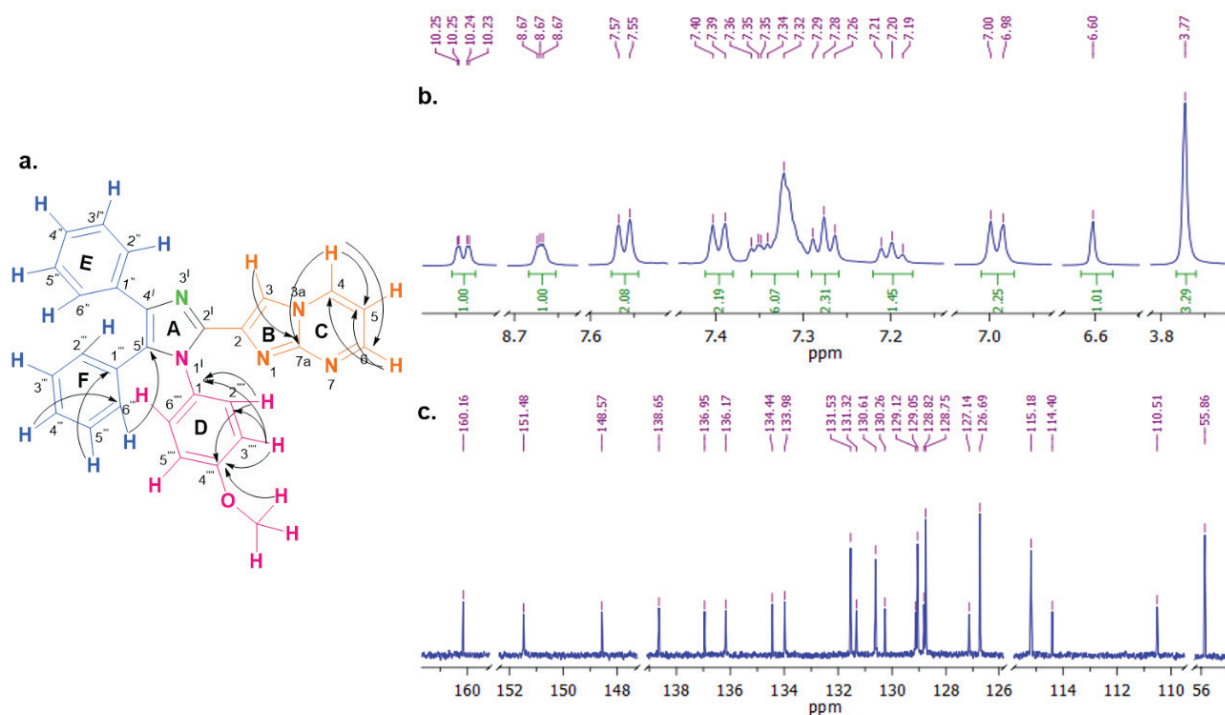 10.25 10.25 10.24 10.23 8.67 8.67 8.67 7.57 7.55 7.40 7.39 7.36 7.35 7.35 7.34 7.32 7.29 7.28 7.26 7.21 7.20 7.19 7.00 6.98 6.60 3.77
b.
1.00 1.00 2.08 2.19 6.07 2.31 1.45 2.25 1.01 3.29
8.7 7.6 7.4 7.3 7.2 7.0 6.6 3.8
ppm
a.
H H
3''' 2'' H
4'' E
H 5'' 1''
6'' 3' H H
H 4' N 3 4 H
A 2' 3a N
H 2''' 5' B C 5
1''' N 2 7a 6 H
H 3''' F 1' N 1 N 7
6''' 1 2'''' H
4''' H 6''''
H 5''' H D 3'''' H
H H 5'''' 4''''
H O H
H
H
c.
160.16 151.48 148.57 138.65 136.95 136.17 134.44 133.98 131.53 131.32 130.61 130.26 129.12 129.05 128.82 128.75 127.14 126.69 115.18 114.40 110.51 55.86
160 152 150 148 138 136 134 132 130 128 126 114 112 110 56
ppm